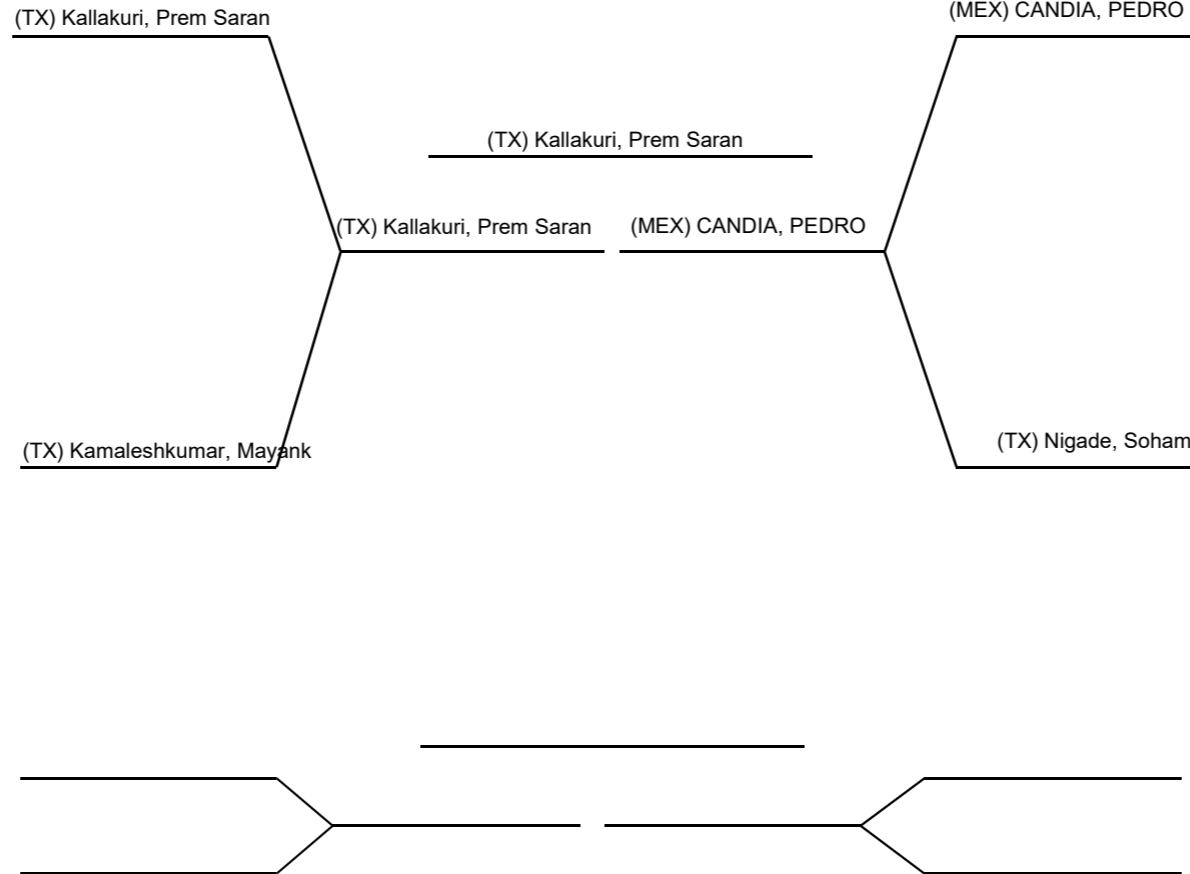 (TX) Kallakuri, Prem Saran
(MEX) CANDIA, PEDRO
(TX) Kallakuri, Prem Saran
(TX) Kallakuri, Prem Saran
(MEX) CANDIA, PEDRO
(TX) Kamaleshkumar, Mayank
(TX) Nigade, Soham